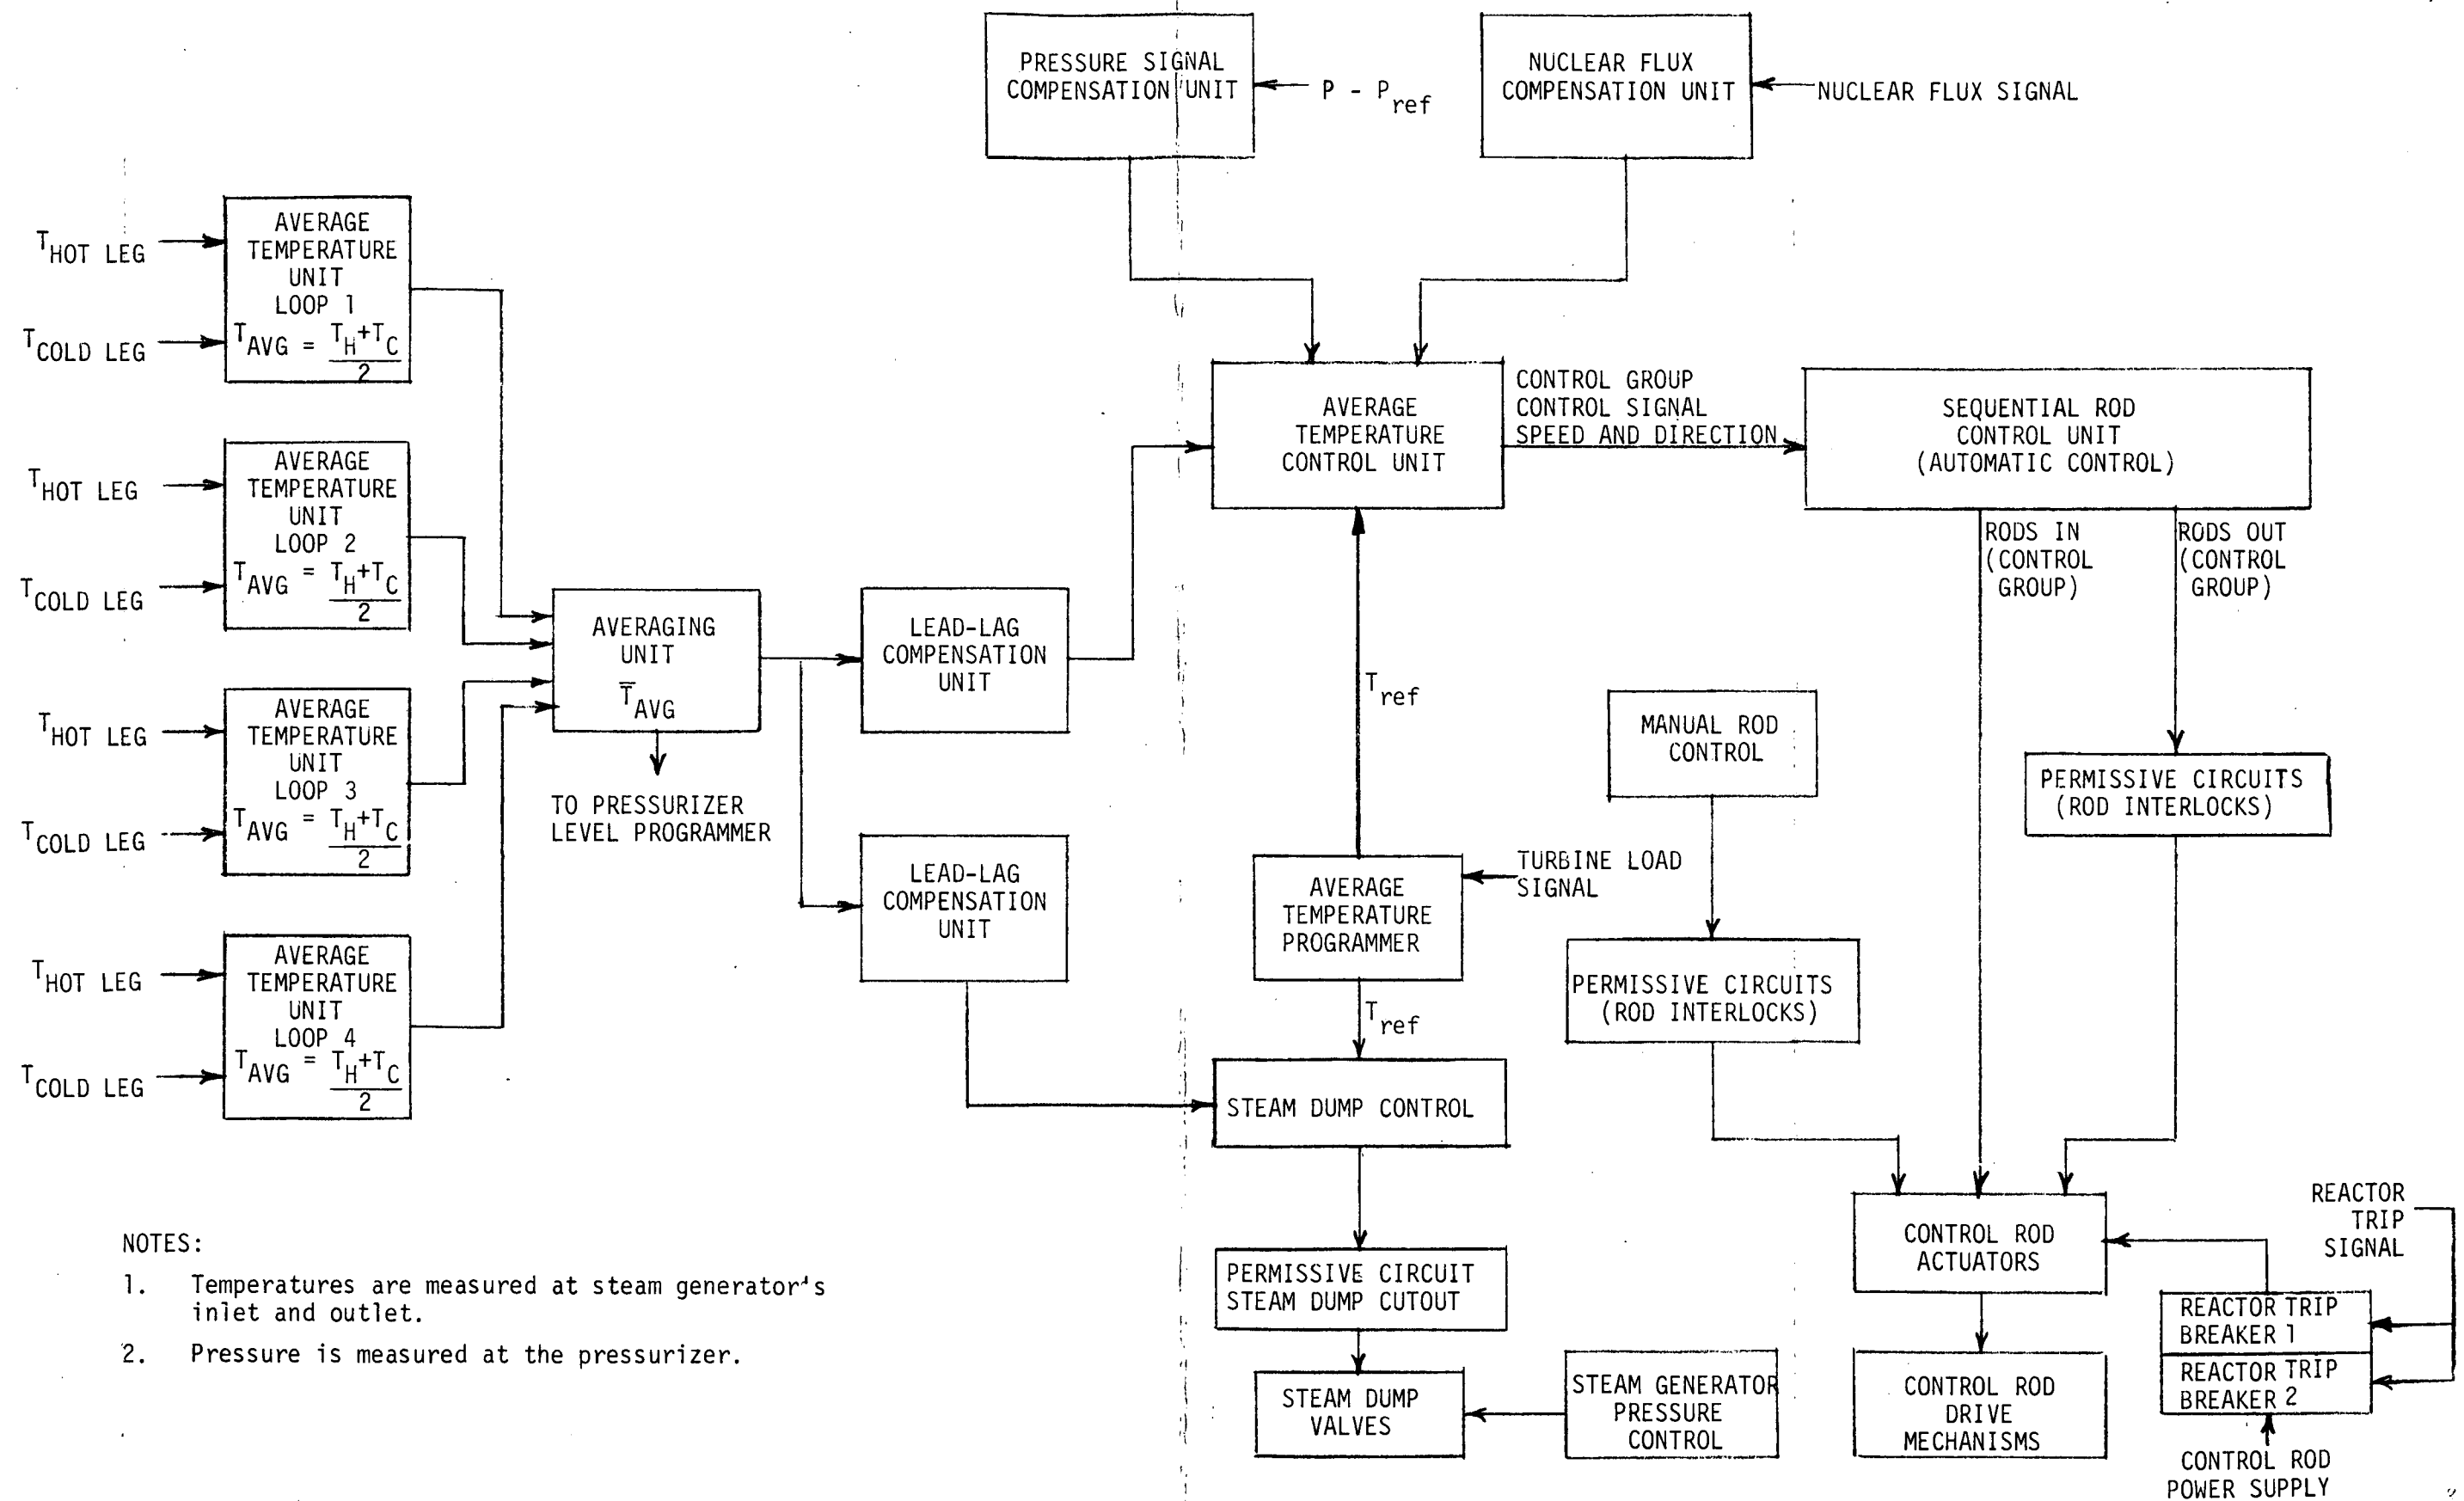 PRESSURE SIGNAL
COMPENSATION UNIT
P - Pref
NUCLEAR FLUX
COMPENSATION UNIT
NUCLEAR FLUX SIGNAL
THOT LEG
TCOLD LEG
AVERAGE
TEMPERATURE
UNIT
LOOP 1
TAVG = TH+TC
2
THOT LEG
TCOLD LEG
AVERAGE
TEMPERATURE
UNIT
LOOP 2
TAVG = TH+TC
2
THOT LEG
TCOLD LEG
AVERAGE
TEMPERATURE
UNIT
LOOP 3
TAVG = TH+TC
2
THOT LEG
TCOLD LEG
AVERAGE
TEMPERATURE
UNIT
LOOP 4
TAVG = TH+TC
2
AVERAGING
UNIT
T̅AVG
TO PRESSURIZER
LEVEL PROGRAMMER
LEAD-LAG
COMPENSATION
UNIT
LEAD-LAG
COMPENSATION
UNIT
AVERAGE
TEMPERATURE
CONTROL UNIT
CONTROL GROUP
CONTROL SIGNAL
SPEED AND DIRECTION
SEQUENTIAL ROD
CONTROL UNIT
(AUTOMATIC CONTROL)
RODS IN
(CONTROL
GROUP)
RODS OUT
(CONTROL
GROUP)
Tref
MANUAL ROD
CONTROL
PERMISSIVE CIRCUITS
(ROD INTERLOCKS)
TURBINE LOAD
SIGNAL
AVERAGE
TEMPERATURE
PROGRAMMER
PERMISSIVE CIRCUITS
(ROD INTERLOCKS)
Tref
STEAM DUMP CONTROL
PERMISSIVE CIRCUIT
STEAM DUMP CUTOUT
STEAM DUMP
VALVES
STEAM GENERATOR
PRESSURE
CONTROL
CONTROL ROD
ACTUATORS
CONTROL ROD
DRIVE
MECHANISMS
REACTOR
TRIP
SIGNAL
REACTOR TRIP
BREAKER 1
REACTOR TRIP
BREAKER 2
CONTROL ROD
POWER SUPPLY
NOTES:
1. Temperatures are measured at steam generator's
inlet and outlet.
2. Pressure is measured at the pressurizer.